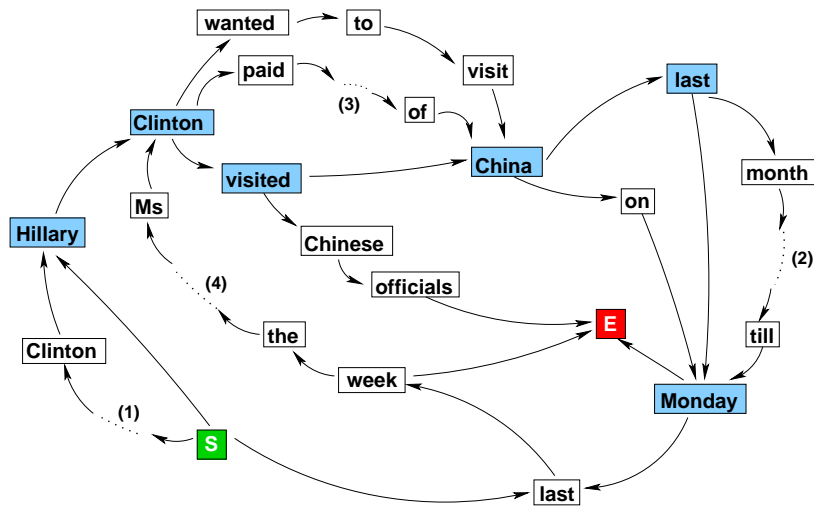 wanted
to
paid
visit
last
(3)
of
Clinton
China
month
visited
Ms
on
Hillary
Chinese
(2)
(4)
officials
E
the
till
Clinton
week
Monday
(1)
S
last